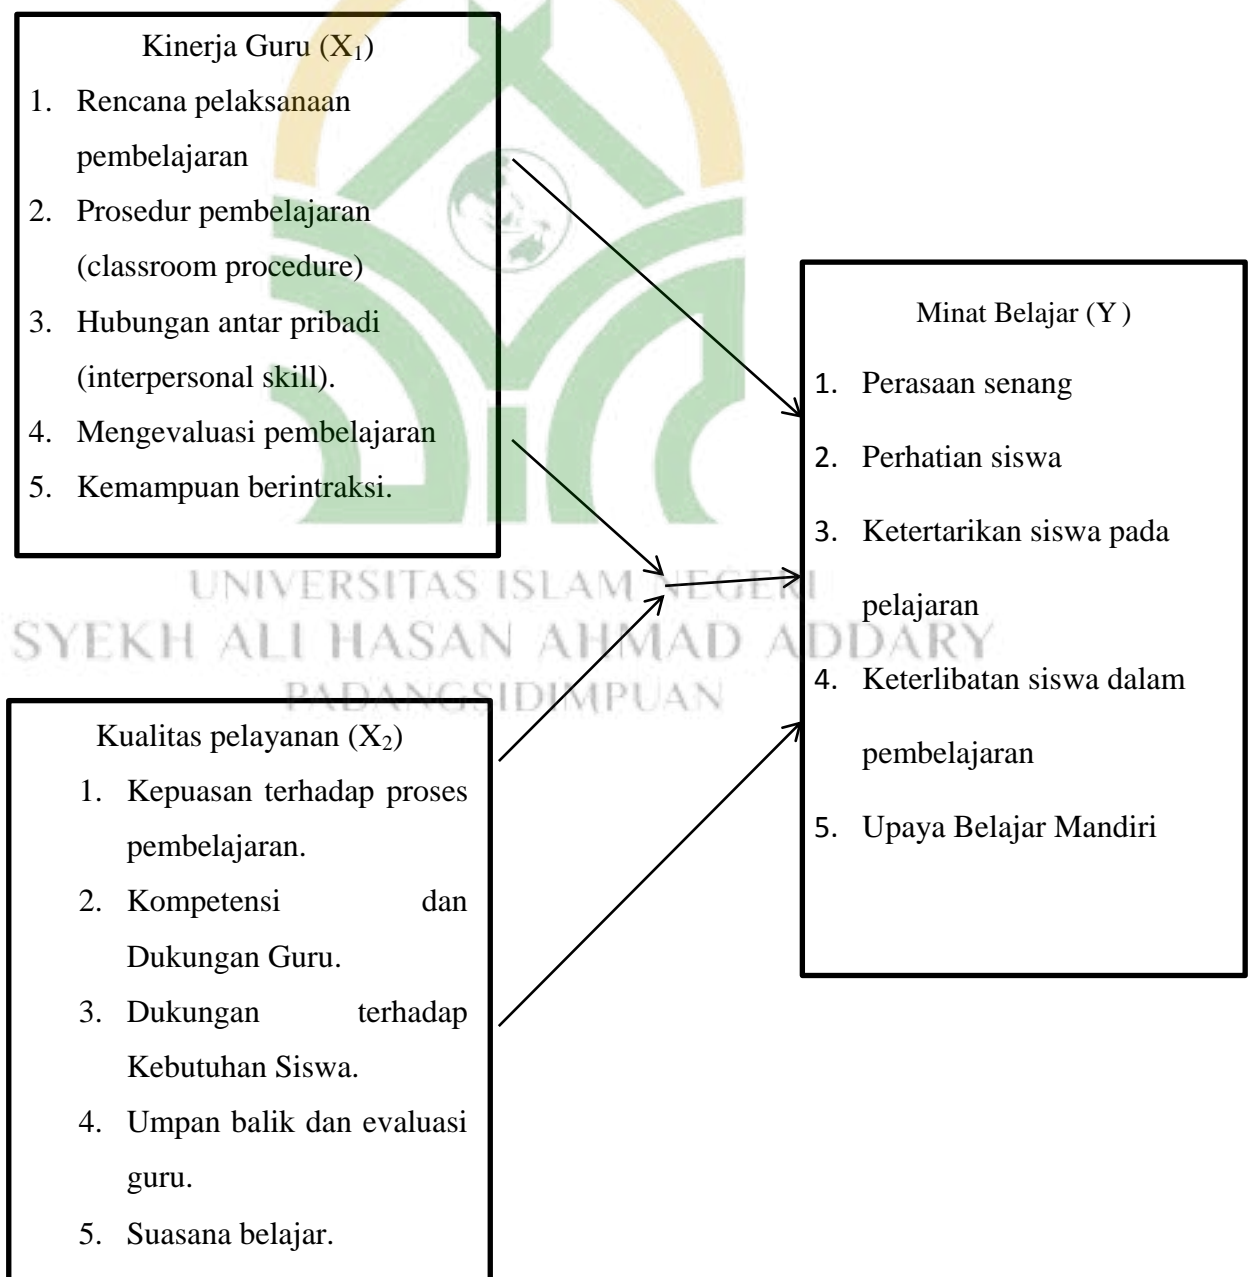 Kinerja Guru (X₁)
1. Rencana pelaksanaan
pembelajaran
2. Prosedur pembelajaran
(classroom procedure)
3. Hubungan antar pribadi
(interpersonal skill).
4. Mengevaluasi pembelajaran
5. Kemampuan berintraksi.
Minat Belajar (Y)
1. Perasaan senang
2. Perhatian siswa
3. Ketertarikan siswa pada
pelajaran
4. Keterlibatan siswa dalam
pembelajaran
5. Upaya Belajar Mandiri
UNIVERSITAS ISLAM NEGERI
SYEKH ALI HASAN AHMAD ADDARY
PADANGSIDIMPUAN
Kualitas pelayanan (X₂)
1. Kepuasan terhadap proses
pembelajaran.
2. Kompetensi dan
Dukungan Guru.
3. Dukungan terhadap
Kebutuhan Siswa.
4. Umpan balik dan evaluasi
guru.
5. Suasana belajar.